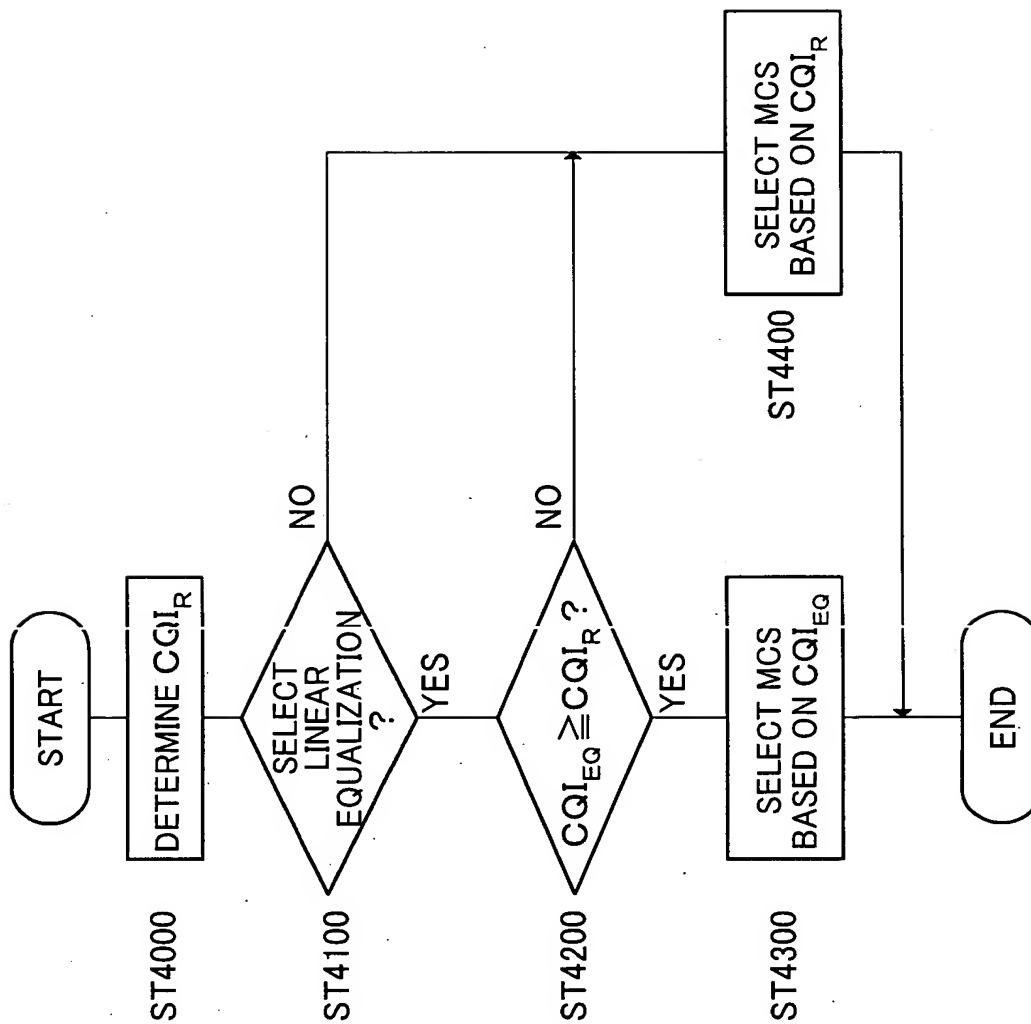 START
ST4000
DETERMINE CQI_R
ST4100
SELECT
LINEAR
EQUALIZATION
?
NO
YES
ST4200
CQI_EQ ≧ CQI_R ?
NO
YES
ST4300
SELECT MCS
BASED ON CQI_EQ
ST4400
SELECT MCS
BASED ON CQI_R
END